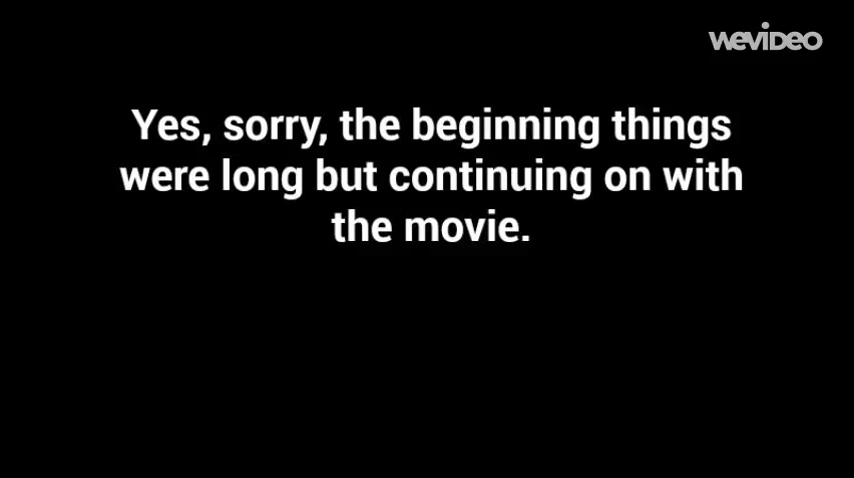 wevideo
Yes, sorry, the beginning things
were long but continuing on with
the movie.